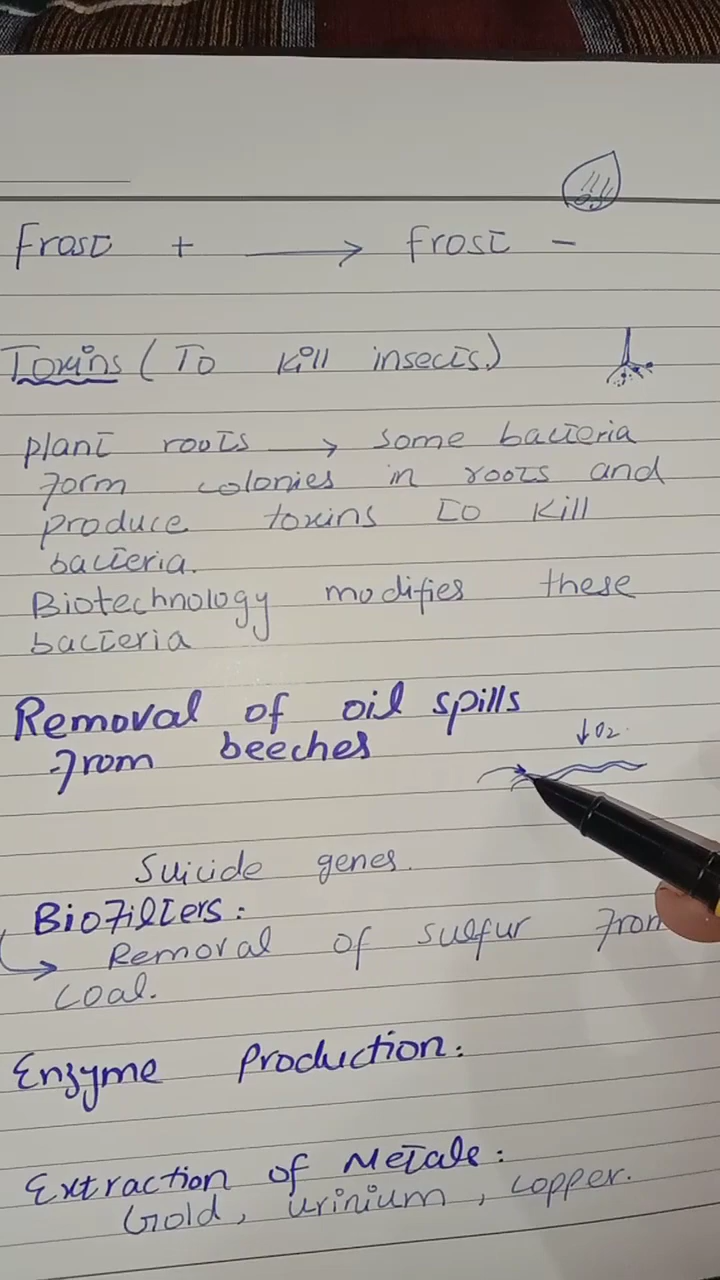 Frost + → Frost −
Toxins (To kill insects)
plant roots → some bacteria
form colonies in roots and
produce toxins to kill
bacteria.
Biotechnology modifies these
bacteria
Removal of oil spills
from beeches
↓O2
Suicide genes.
Biofilters:
→ Removal of sulfur from
coal.
Enzyme production:
Extraction of Metals:
Gold, urinium, copper.